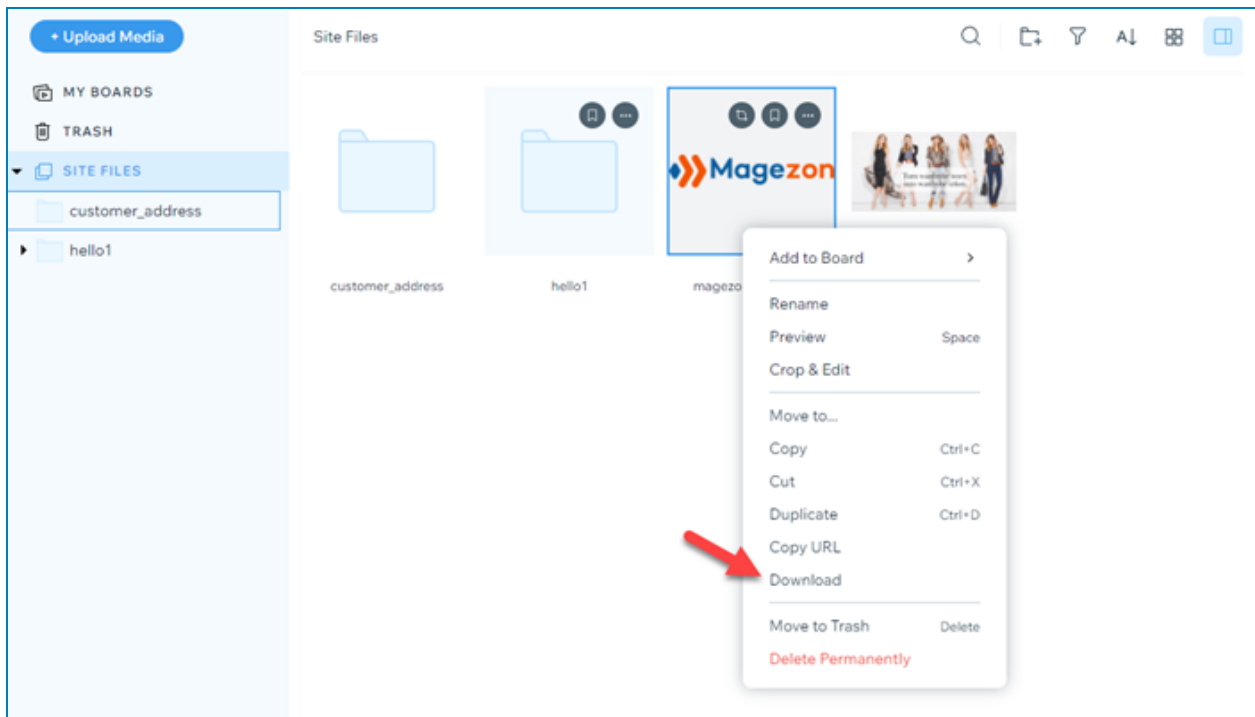 + Upload Media
Site Files
MY BOARDS
TRASH
SITE FILES
customer_address
hello1
Magezon
customer_address
hello1
magezo
Add to Board
Rename
Preview Space
Crop & Edit
Move to...
Copy Ctrl+C
Cut Ctrl+X
Duplicate Ctrl+D
Copy URL
Download
Move to Trash Delete
Delete Permanently